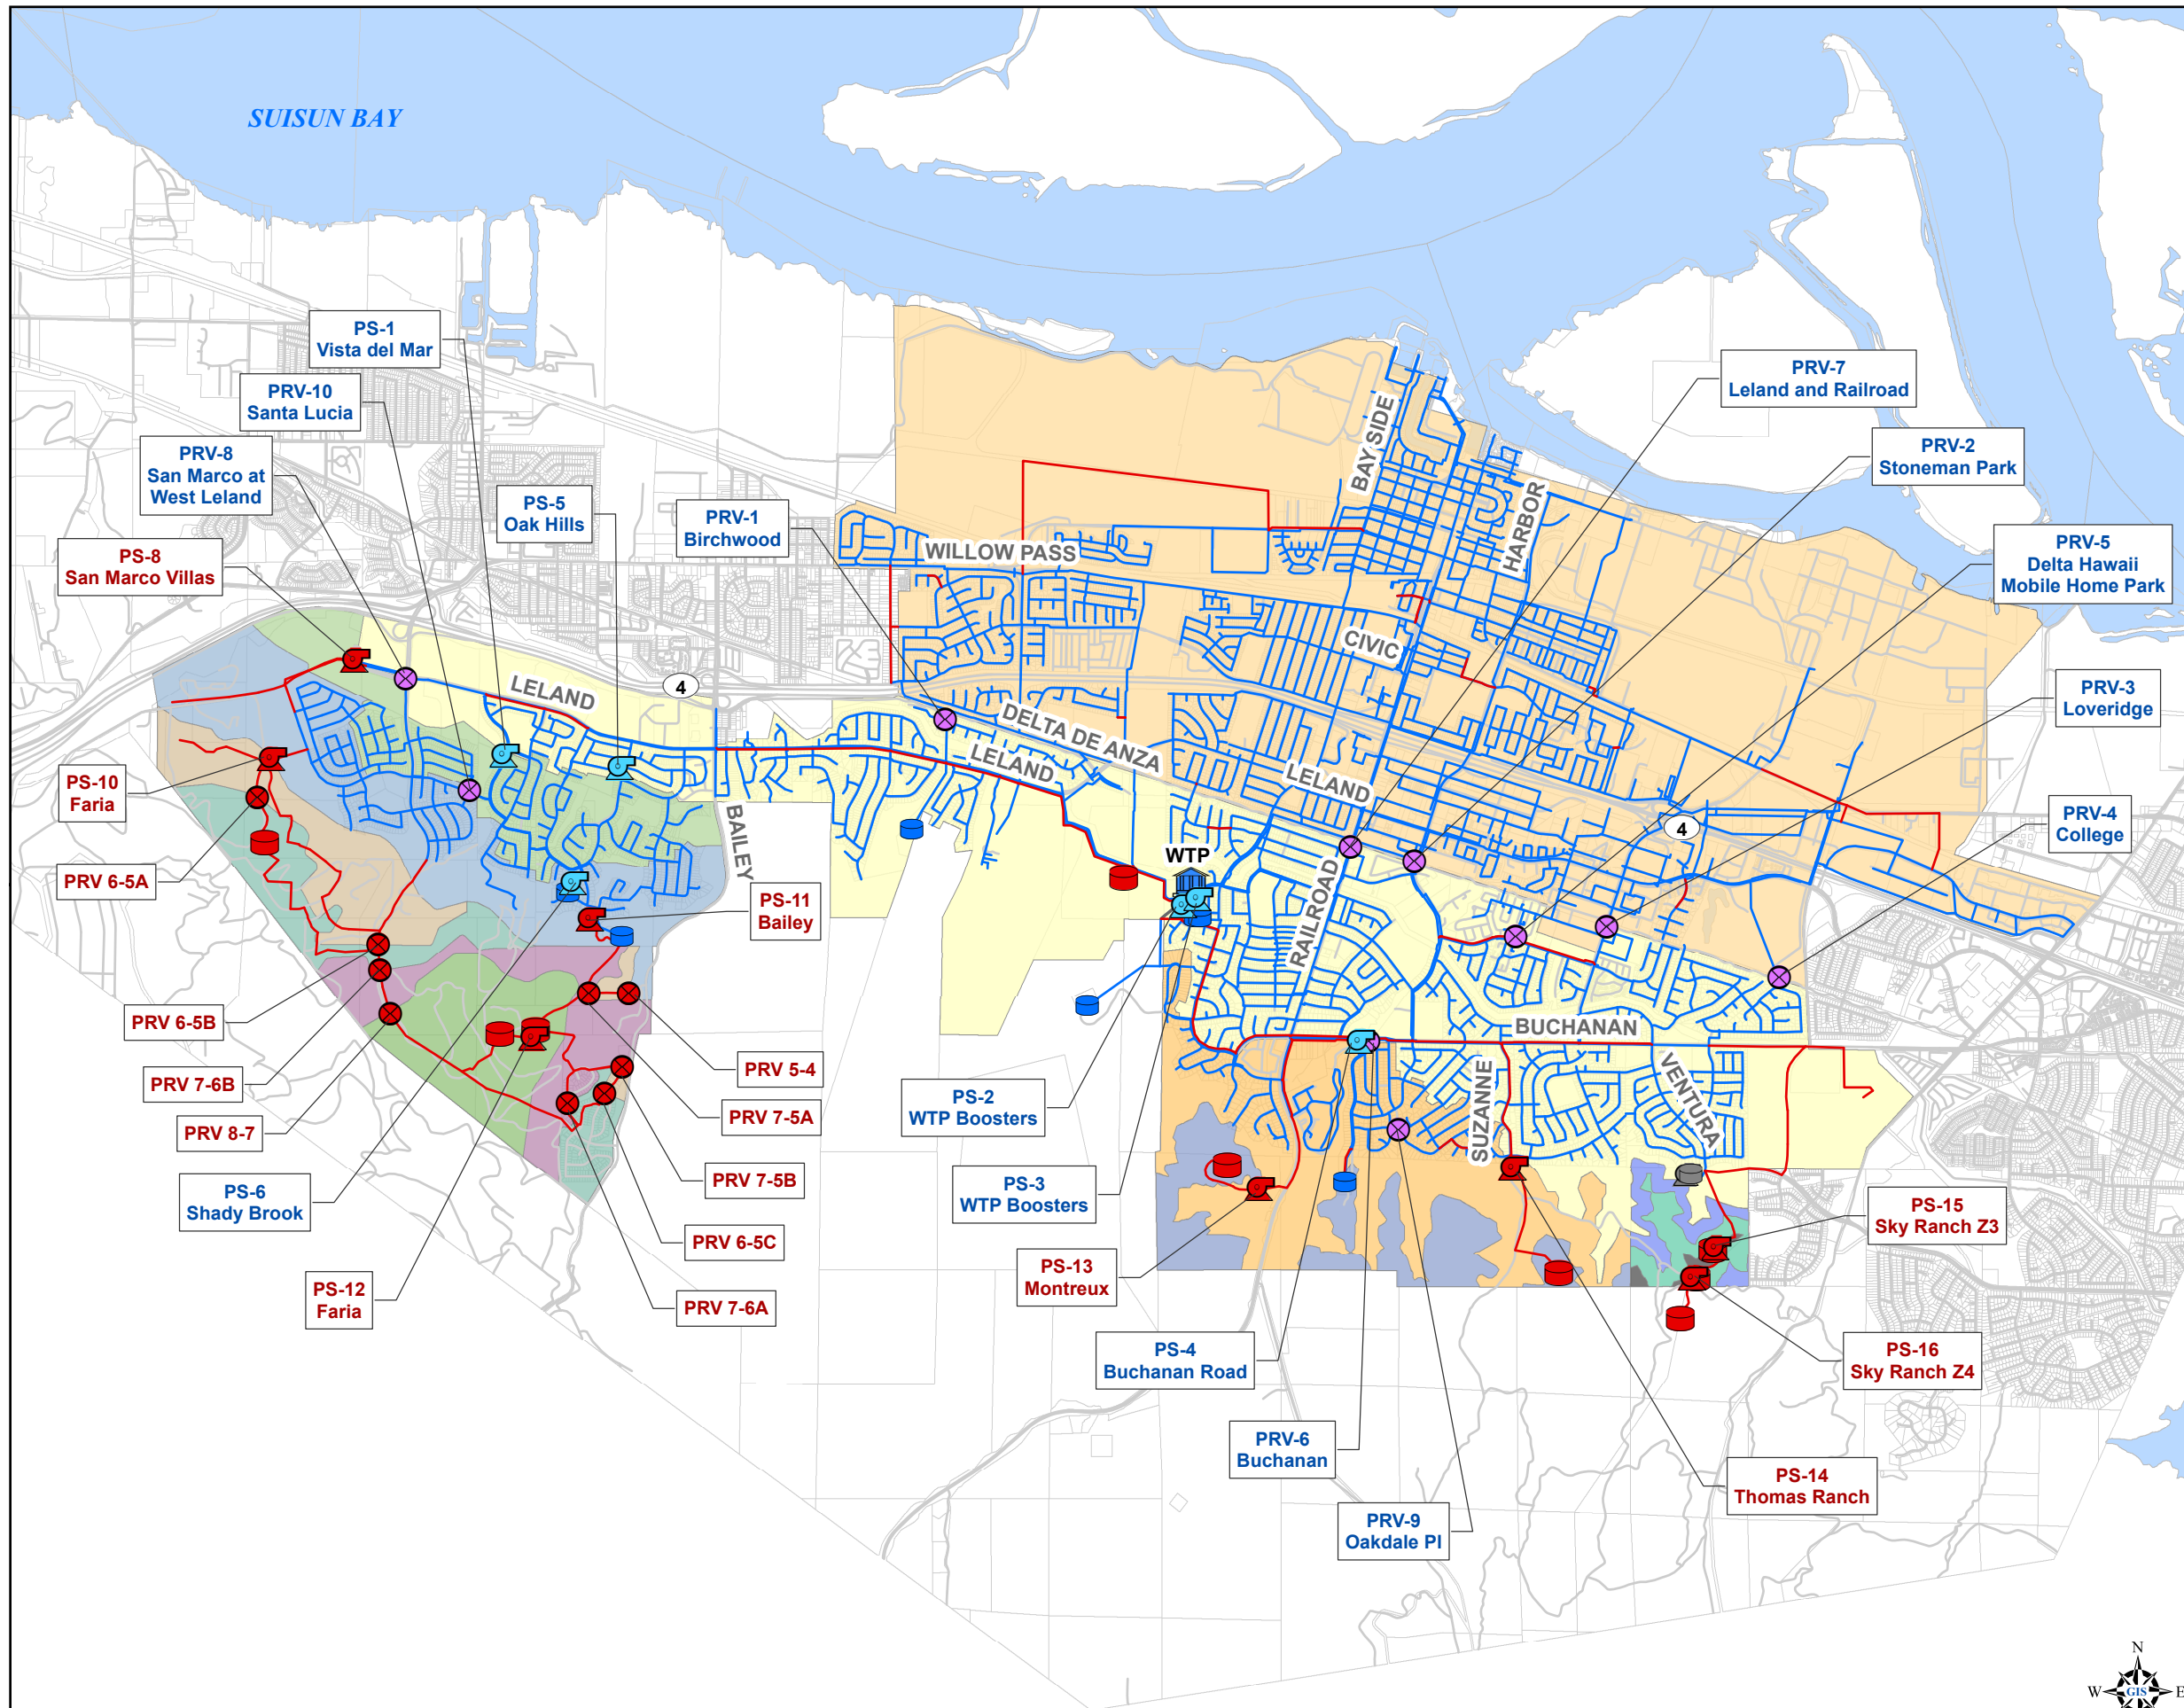 SUISUN BAY
PS-1
Vista del Mar
PRV-10
Santa Lucia
PRV-8
San Marco at
West Leland
PS-5
Oak Hills
PRV-1
Birchwood
PS-8
San Marco Villas
PRV-7
Leland and Railroad
PRV-2
Stoneman Park
PRV-5
Delta Hawaii
Mobile Home Park
PRV-3
Loveridge
PRV-4
College
BAY SIDE
HARBOR
WILLOW PASS
CIVIC
LELAND
4
DELTA DE ANZA
LELAND
LELAND
4
BAILEY
WTP
RAILROAD
PS-10
Faria
PRV 6-5A
PS-11
Bailey
PRV 6-5B
PRV 7-6B
PRV 8-7
PRV 5-4
PRV 7-5A
PRV 7-5B
PRV 6-5C
PRV 7-6A
PS-6
Shady Brook
PS-12
Faria
PS-2
WTP Boosters
PS-3
WTP Boosters
BUCHANAN
SUZANNE
VENTURA
PS-13
Montreux
PS-4
Buchanan Road
PRV-6
Buchanan
PRV-9
Oakdale Pl
PS-15
Sky Ranch Z3
PS-16
Sky Ranch Z4
PS-14
Thomas Ranch
N
W GIS E